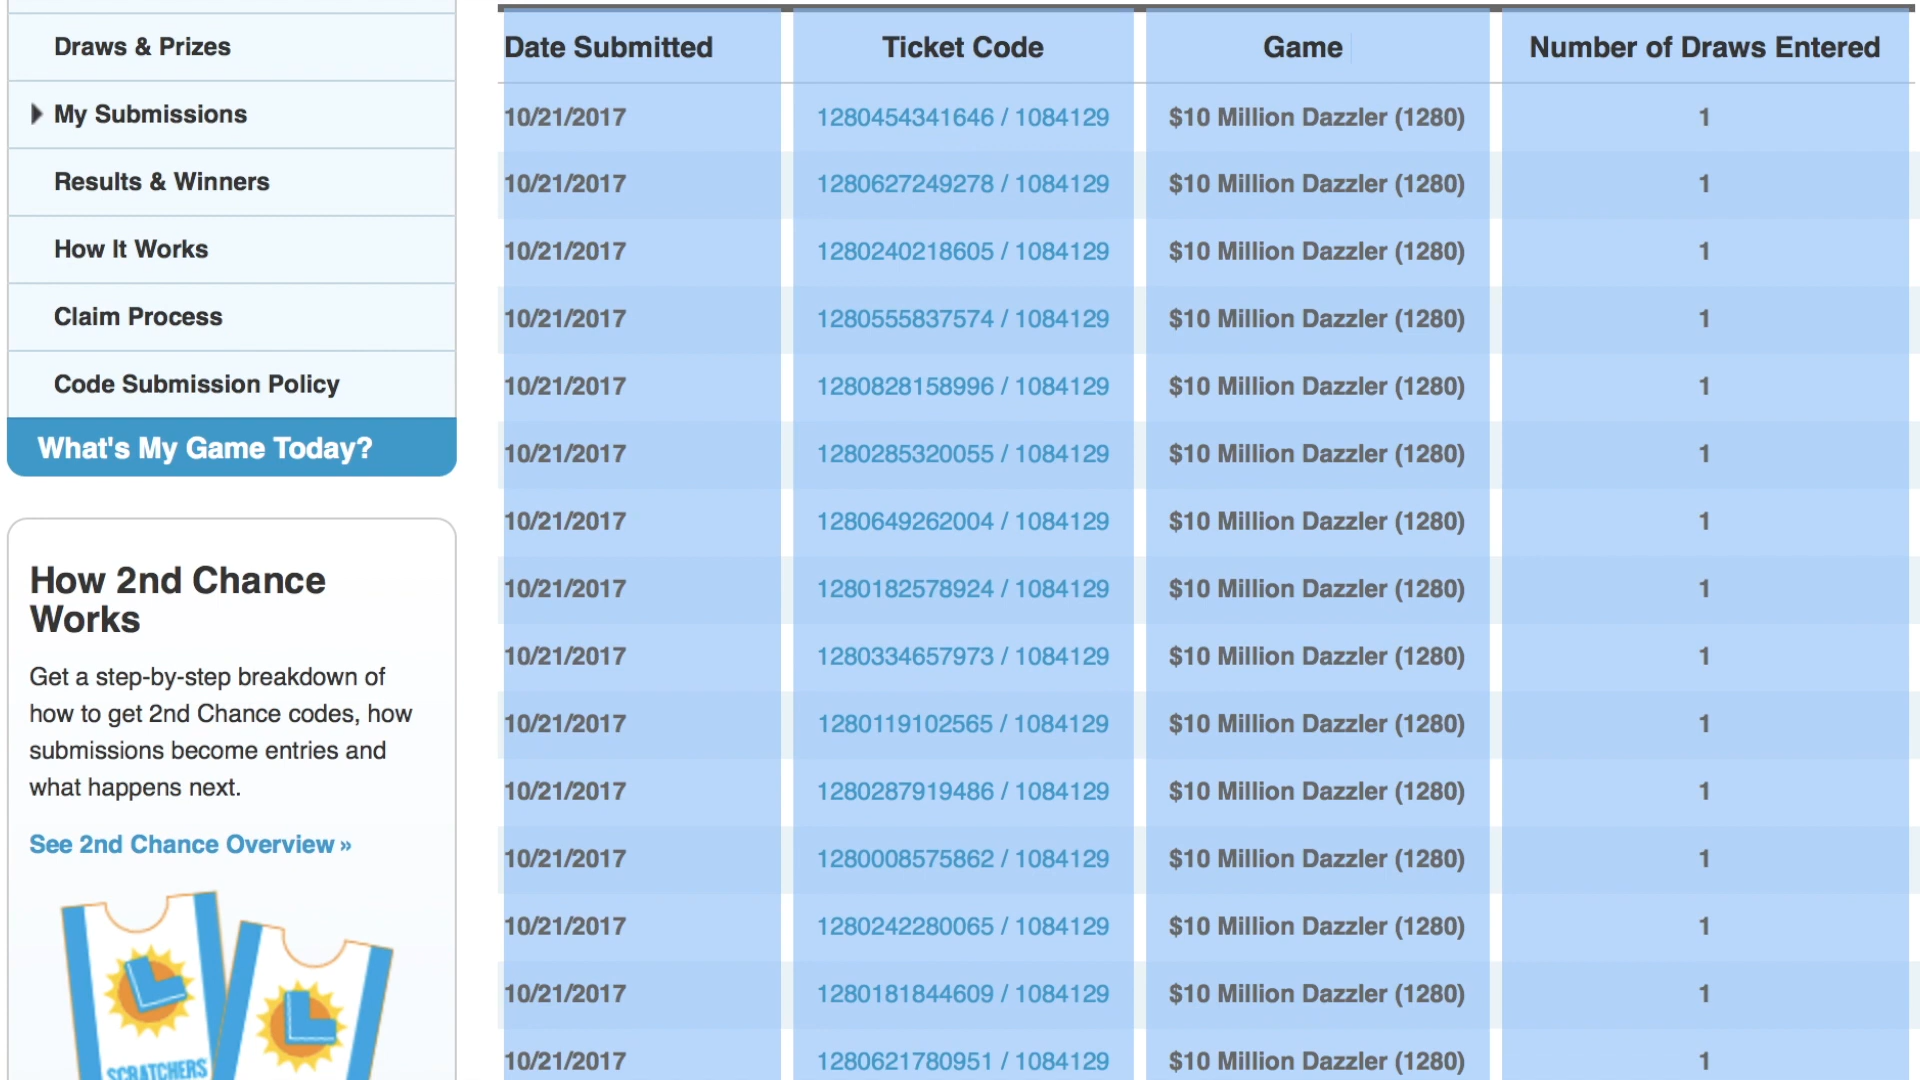 Draws & Prizes
My Submissions
Results & Winners
How It Works
Claim Process
Code Submission Policy
What's My Game Today?
How 2nd Chance
Works
Get a step-by-step breakdown of
how to get 2nd Chance codes, how
submissions become entries and
what happens next.
See 2nd Chance Overview »
SCRATCHERS
Date Submitted Ticket Code Game Number of Draws Entered
10/21/2017 1280454341646 / 1084129 $10 Million Dazzler (1280) 1
10/21/2017 1280627249278 / 1084129 $10 Million Dazzler (1280) 1
10/21/2017 1280240218605 / 1084129 $10 Million Dazzler (1280) 1
10/21/2017 1280555837574 / 1084129 $10 Million Dazzler (1280) 1
10/21/2017 1280828158996 / 1084129 $10 Million Dazzler (1280) 1
10/21/2017 1280285320055 / 1084129 $10 Million Dazzler (1280) 1
10/21/2017 1280649262004 / 1084129 $10 Million Dazzler (1280) 1
10/21/2017 1280182578924 / 1084129 $10 Million Dazzler (1280) 1
10/21/2017 1280334657973 / 1084129 $10 Million Dazzler (1280) 1
10/21/2017 1280119102565 / 1084129 $10 Million Dazzler (1280) 1
10/21/2017 1280287919486 / 1084129 $10 Million Dazzler (1280) 1
10/21/2017 1280008575862 / 1084129 $10 Million Dazzler (1280) 1
10/21/2017 1280242280065 / 1084129 $10 Million Dazzler (1280) 1
10/21/2017 1280181844609 / 1084129 $10 Million Dazzler (1280) 1
10/21/2017 1280621780951 / 1084129 $10 Million Dazzler (1280) 1